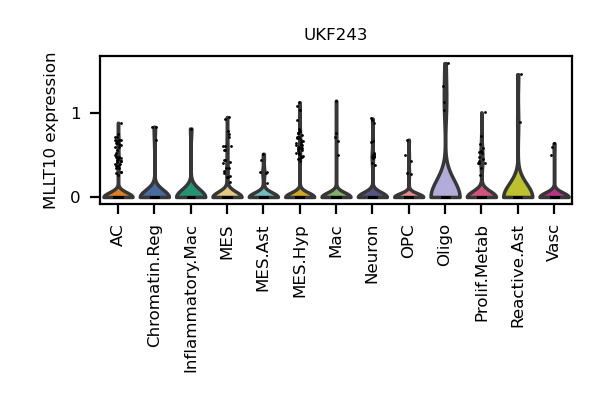 UKF243
MLLT10 expression
1
0
AC
Chromatin.Reg
Inflammatory.Mac
MES
MES.Ast
MES.Hyp
Mac
Neuron
OPC
Oligo
Prolif.Metab
Reactive.Ast
Vasc